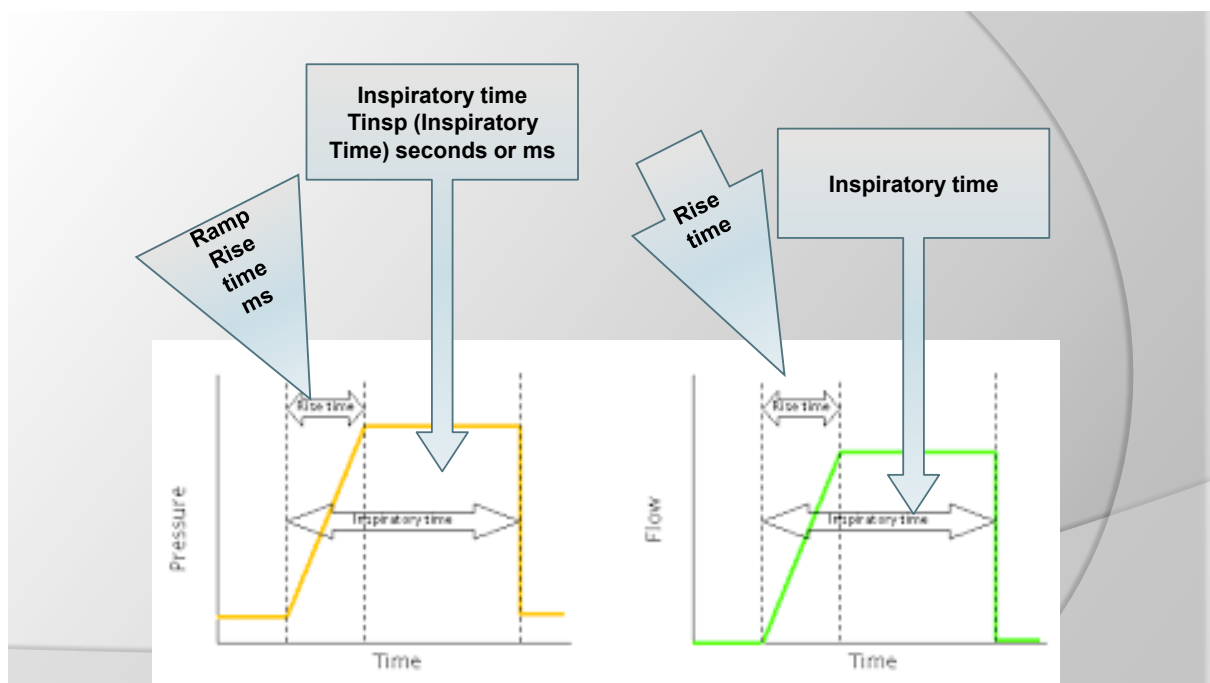 Inspiratory time
Tinsp (Inspiratory
Time) seconds or ms
Ramp
Rise
time
ms
Rise
time
Inspiratory time
Rise time
Inspiratory time
Pressure
Time
Rise time
Inspiratory time
Flow
Time